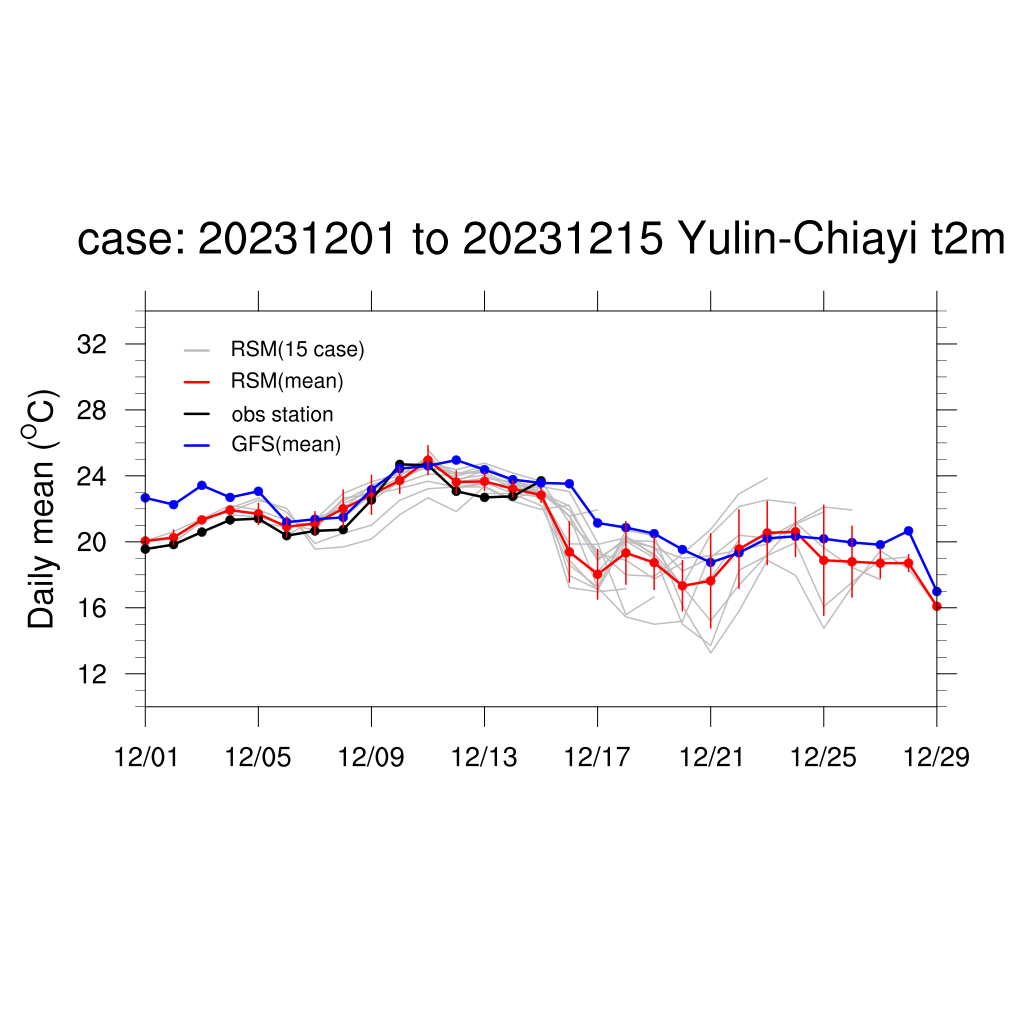 case: 20231201 to 20231215 Yulin-Chiayi t2m
RSM(15 case)
RSM(mean)
obs station
GFS(mean)
Daily mean (°C)
32
28
24
20
16
12
12/01 12/05 12/09 12/13 12/17 12/21 12/25 12/29